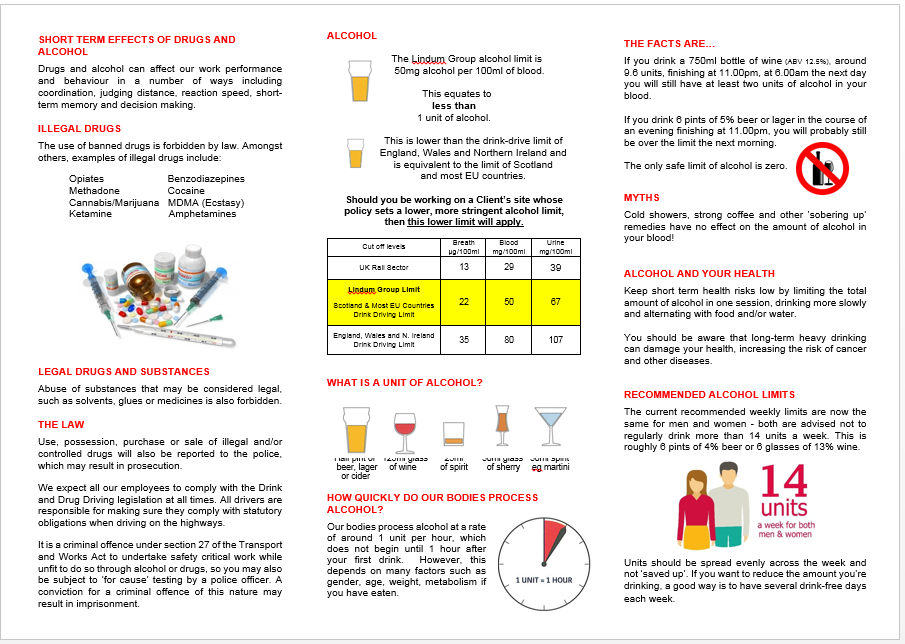 SHORT TERM EFFECTS OF DRUGS AND
ALCOHOL
Drugs and alcohol can affect our work performance
and behaviour in a number of ways including
coordination, judging distance, reaction speed, short-
term memory and decision making.
ILLEGAL DRUGS
The use of banned drugs is forbidden by law. Amongst
others, examples of illegal drugs include:
Opiates Benzodiazepines
Methadone Cocaine
Cannabis/Marijuana MDMA (Ecstasy)
Ketamine Amphetamines
LEGAL DRUGS AND SUBSTANCES
Abuse of substances that may be considered legal,
such as solvents, glues or medicines is also forbidden.
THE LAW
Use, possession, purchase or sale of illegal and/or
controlled drugs will also be reported to the police,
which may result in prosecution.
We expect all our employees to comply with the Drink
and Drug Driving legislation at all times. All drivers are
responsible for making sure they comply with statutory
obligations when driving on the highways.
It is a criminal offence under section 27 of the Transport
and Works Act to undertake safety critical work while
unfit to do so through alcohol or drugs, so you may also
be subject to 'for cause' testing by a police officer. A
conviction for a criminal offence of this nature may
result in imprisonment.
ALCOHOL
The Lindum Group alcohol limit is
50mg alcohol per 100ml of blood.
This equates to
less than
1 unit of alcohol.
This is lower than the drink-drive limit of
England, Wales and Northern Ireland and
is equivalent to the limit of Scotland
and most EU countries.
Should you be working on a Client's site whose
policy sets a lower, more stringent alcohol limit,
then this lower limit will apply.
Cut off levels Breath µg/100ml Blood mg/100ml Urine mg/100ml
UK Rail Sector 13 29 39
Lindum Group Limit
Scotland & Most EU Countries
Drink Driving Limit 22 50 67
England, Wales and N. Ireland
Drink Driving Limit 35 80 107
WHAT IS A UNIT OF ALCOHOL?
Half pint of beer, lager or cider
125ml glass of wine
25ml of spirit
50ml glass of sherry
50ml spirit eg martini
HOW QUICKLY DO OUR BODIES PROCESS
ALCOHOL?
Our bodies process alcohol at a rate
of around 1 unit per hour, which
does not begin until 1 hour after
your first drink. However, this
depends on many factors such as
gender, age, weight, metabolism if
you have eaten.
1 UNIT = 1 HOUR
THE FACTS ARE…
If you drink a 750ml bottle of wine (ABV 12.5%), around
9.6 units, finishing at 11.00pm, at 6.00am the next day
you will still have at least two units of alcohol in your
blood.
If you drink 6 pints of 5% beer or lager in the course of
an evening finishing at 11.00pm, you will probably still
be over the limit the next morning.
The only safe limit of alcohol is zero.
MYTHS
Cold showers, strong coffee and other 'sobering up'
remedies have no effect on the amount of alcohol in
your blood!
ALCOHOL AND YOUR HEALTH
Keep short term health risks low by limiting the total
amount of alcohol in one session, drinking more slowly
and alternating with food and/or water.
You should be aware that long-term heavy drinking
can damage your health, increasing the risk of cancer
and other diseases.
RECOMMENDED ALCOHOL LIMITS
The current recommended weekly limits are now the
same for men and women - both are advised not to
regularly drink more than 14 units a week. This is
roughly 6 pints of 4% beer or 6 glasses of 13% wine.
14
units
a week for both
men & women
Units should be spread evenly across the week and
not 'saved up'. If you want to reduce the amount you're
drinking, a good way is to have several drink-free days
each week.